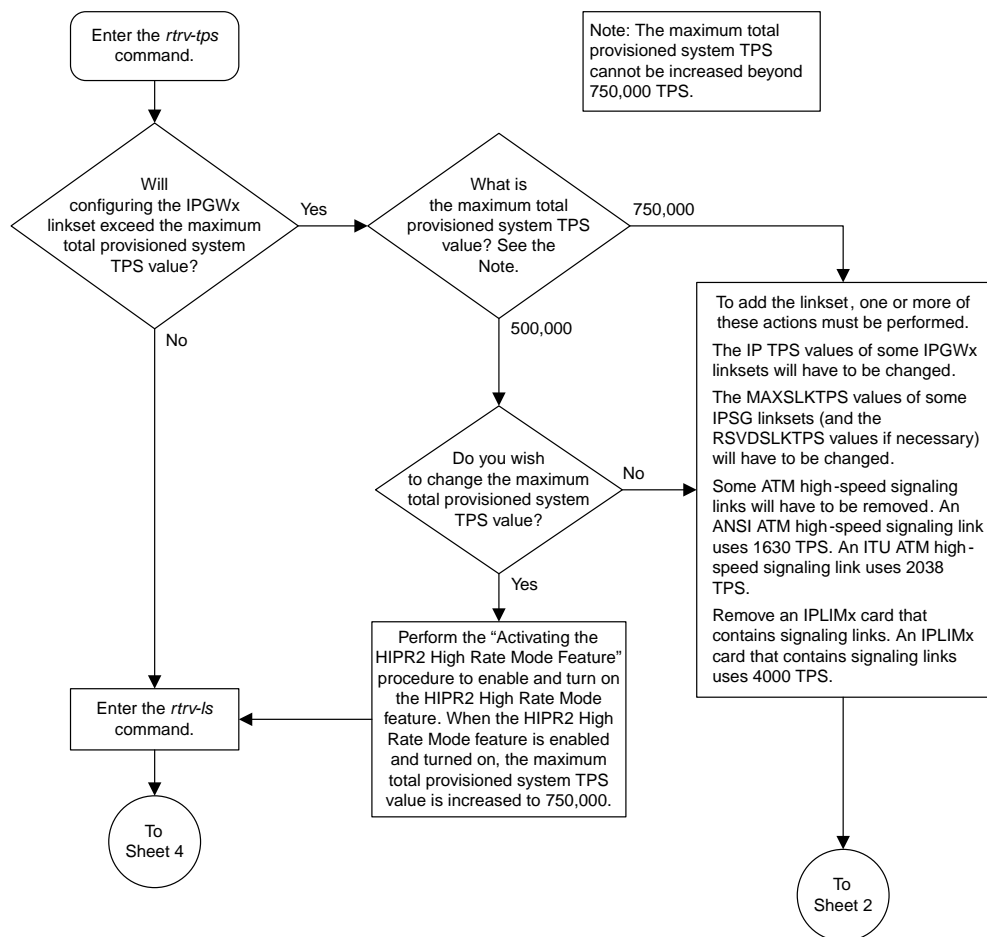 Enter the rtrv-tps
command.
Note: The maximum total
provisioned system TPS
cannot be increased beyond
750,000 TPS.
Will
configuring the IPGWx
linkset exceed the maximum
total provisioned system
TPS value?
Yes
What is
the maximum total
provisioned system TPS
value? See the
Note.
750,000
No
500,000
To add the linkset, one or more of
these actions must be performed.
The IP TPS values of some IPGWx
linksets will have to be changed.
The MAXSLKTPS values of some
IPSG linksets (and the
RSVDSLKTPS values if necessary)
will have to be changed.
Some ATM high-speed signaling
links will have to be removed. An
ANSI ATM high-speed signaling link
uses 1630 TPS. An ITU ATM high-
speed signaling link uses 2038
TPS.
Remove an IPLIMx card that
contains signaling links. An IPLIMx
card that contains signaling links
uses 4000 TPS.
Do you wish
to change the maximum
total provisioned system
TPS value?
No
Yes
Perform the “Activating the
HIPR2 High Rate Mode Feature”
procedure to enable and turn on
the HIPR2 High Rate Mode
feature. When the HIPR2 High
Rate Mode feature is enabled
and turned on, the maximum
total provisioned system TPS
value is increased to 750,000.
Enter the rtrv-ls
command.
To
Sheet 4
To
Sheet 2